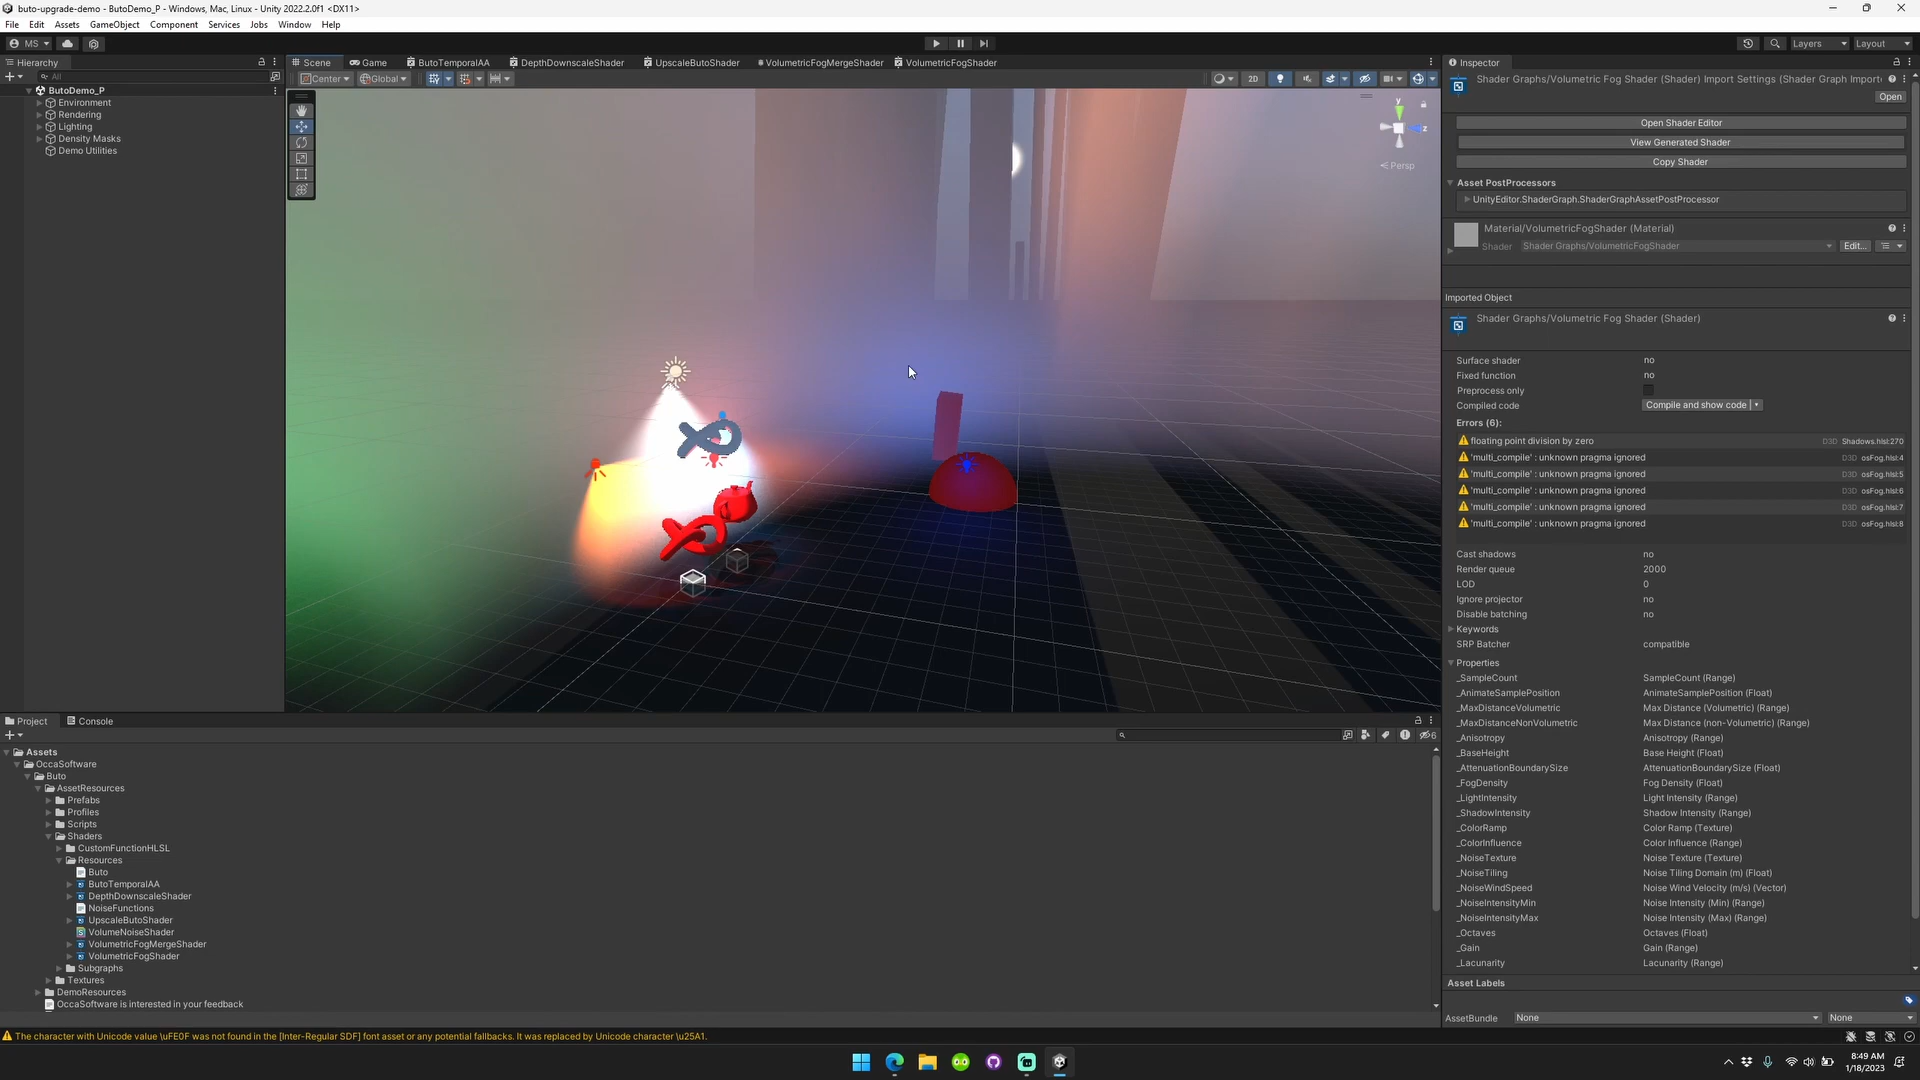 buto-upgrade-demo - ButoDemo_P - Windows, Mac, Linux - Unity 2022.2.0f1 <DX11>
File Edit Assets GameObject Component Services Jobs Window Help
MS Layers Layout
Hierarchy
All
ButoDemo_P
Environment
Rendering
Lighting
Density Masks
Demo Utilities
Scene Game ButoTemporalAA DepthDownscaleShader UpscaleButoShader VolumetricFogMergeShader VolumetricFogShader
Center Global 2D
y
z
Persp
Inspector
Shader Graphs/Volumetric Fog Shader (Shader) Import Settings (Shader Graph Import
Open
Open Shader Editor
View Generated Shader
Copy Shader
Asset PostProcessors
UnityEditor.ShaderGraph.ShaderGraphAssetPostProcessor
Material/VolumetricFogShader (Material)
Shader Shader Graphs/VolumetricFogShader Edit...
Imported Object
Shader Graphs/Volumetric Fog Shader (Shader)
Surface shader no
Fixed function no
Preprocess only
Compiled code Compile and show code
Errors (6):
floating point division by zero D3D Shadows.hlsl:270
'multi_compile' : unknown pragma ignored D3D osFog.hlsl:4
'multi_compile' : unknown pragma ignored D3D osFog.hlsl:5
'multi_compile' : unknown pragma ignored D3D osFog.hlsl:6
'multi_compile' : unknown pragma ignored D3D osFog.hlsl:7
'multi_compile' : unknown pragma ignored D3D osFog.hlsl:8
Cast shadows no
Render queue 2000
LOD 0
Ignore projector no
Disable batching no
Keywords
SRP Batcher compatible
Properties
_SampleCount SampleCount (Range)
_AnimateSamplePosition AnimateSamplePosition (Float)
_MaxDistanceVolumetric Max Distance (Volumetric) (Range)
_MaxDistanceNonVolumetric Max Distance (non-Volumetric) (Range)
_Anisotropy Anisotropy (Range)
_BaseHeight Base Height (Float)
_AttenuationBoundarySize AttenuationBoundarySize (Float)
_FogDensity Fog Density (Float)
_LightIntensity Light Intensity (Range)
_ShadowIntensity Shadow Intensity (Range)
_ColorRamp Color Ramp (Texture)
_ColorInfluence Color Influence (Range)
_NoiseTexture Noise Texture (Texture)
_NoiseTiling Noise Tiling Domain (m) (Float)
_NoiseWindSpeed Noise Wind Velocity (m/s) (Vector)
_NoiseIntensityMin Noise Intensity (Min) (Range)
_NoiseIntensityMax Noise Intensity (Max) (Range)
_Octaves Octaves (Float)
_Gain Gain (Range)
_Lacunarity Lacunarity (Range)
Asset Labels
AssetBundle None None
Project Console
6
Assets
OccaSoftware
Buto
AssetResources
Prefabs
Profiles
Scripts
Shaders
CustomFunctionHLSL
Resources
Buto
ButoTemporalAA
DepthDownscaleShader
NoiseFunctions
UpscaleButoShader
VolumeNoiseShader
VolumetricFogMergeShader
VolumetricFogShader
Subgraphs
Textures
DemoResources
OccaSoftware is interested in your feedback
The character with Unicode value \uFE0F was not found in the [Inter-Regular SDF] font asset or any potential fallbacks. It was replaced by Unicode character \u25A1.
8:49 AM
1/18/2023